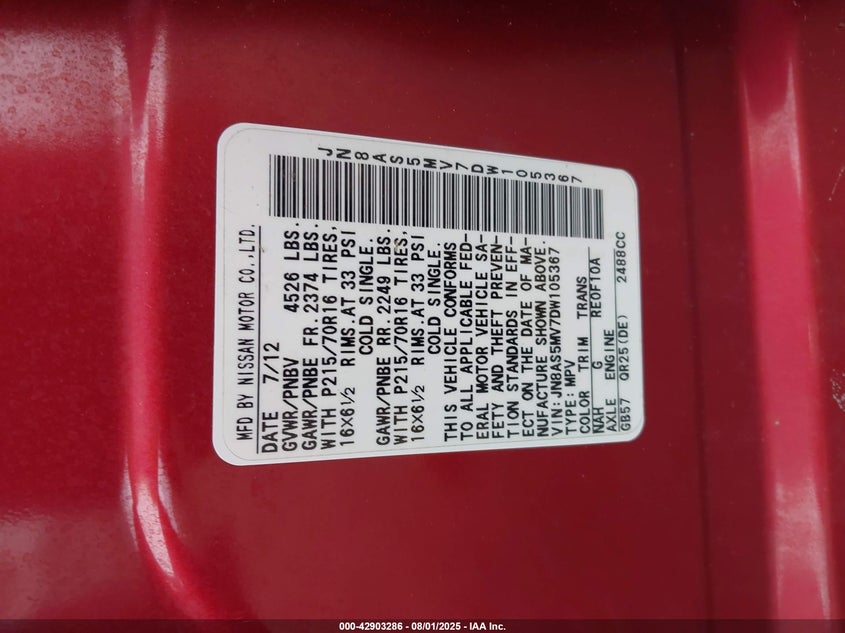 JN8AS5MV7DW105367
MFD BY NISSAN MOTOR CO.,LTD.
DATE 7/12
GVWR/PNBV 4526 LBS.
GAWR/PNBE FR. 2374 LBS.
WITH P215/70R16 TIRES,
16X6½ RIMS.AT 33 PSI
COLD SINGLE.
GAWR/PNBE RR. 2249 LBS.
WITH P215/70R16 TIRES,
16X6½ RIMS.AT 33 PSI
COLD SINGLE.
THIS VEHICLE CONFORMS
TO ALL APPLICABLE FED-
ERAL MOTOR VEHICLE SA-
FETY AND THEFT PREVEN-
TION STANDARDS IN EFF-
ECT ON THE DATE OF MA-
NUFACTURE SHOWN ABOVE.
VIN:JN8AS5MV7DW105367
TYPE:MPV
COLOR TRIM TRANS
NAH G RE0F10A
AXLE ENGINE
GB57 QR25(DE) 2488CC
000-42903286 - 08/01/2025 - IAA Inc.